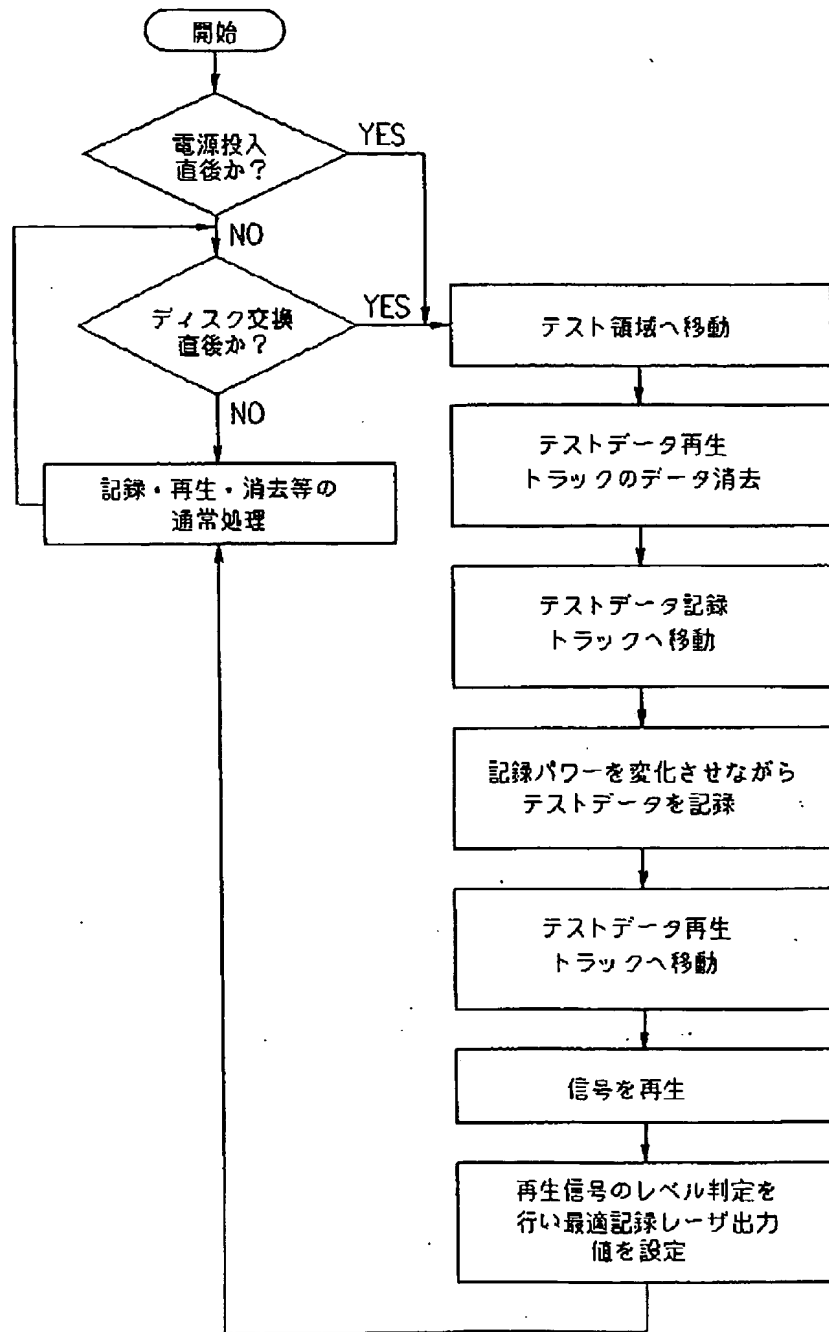 開始
電源投入
直後か?
YES
NO
ディスク交換
直後か?
YES
NO
記録・再生・消去等の
通常処理
テスト領域へ移動
テストデータ再生
トラックのデータ消去
テストデータ記録
トラックへ移動
記録パワーを変化させながら
テストデータを記録
テストデータ再生
トラックへ移動
信号を再生
再生信号のレベル判定を
行い最適記録レーザ出力
値を設定